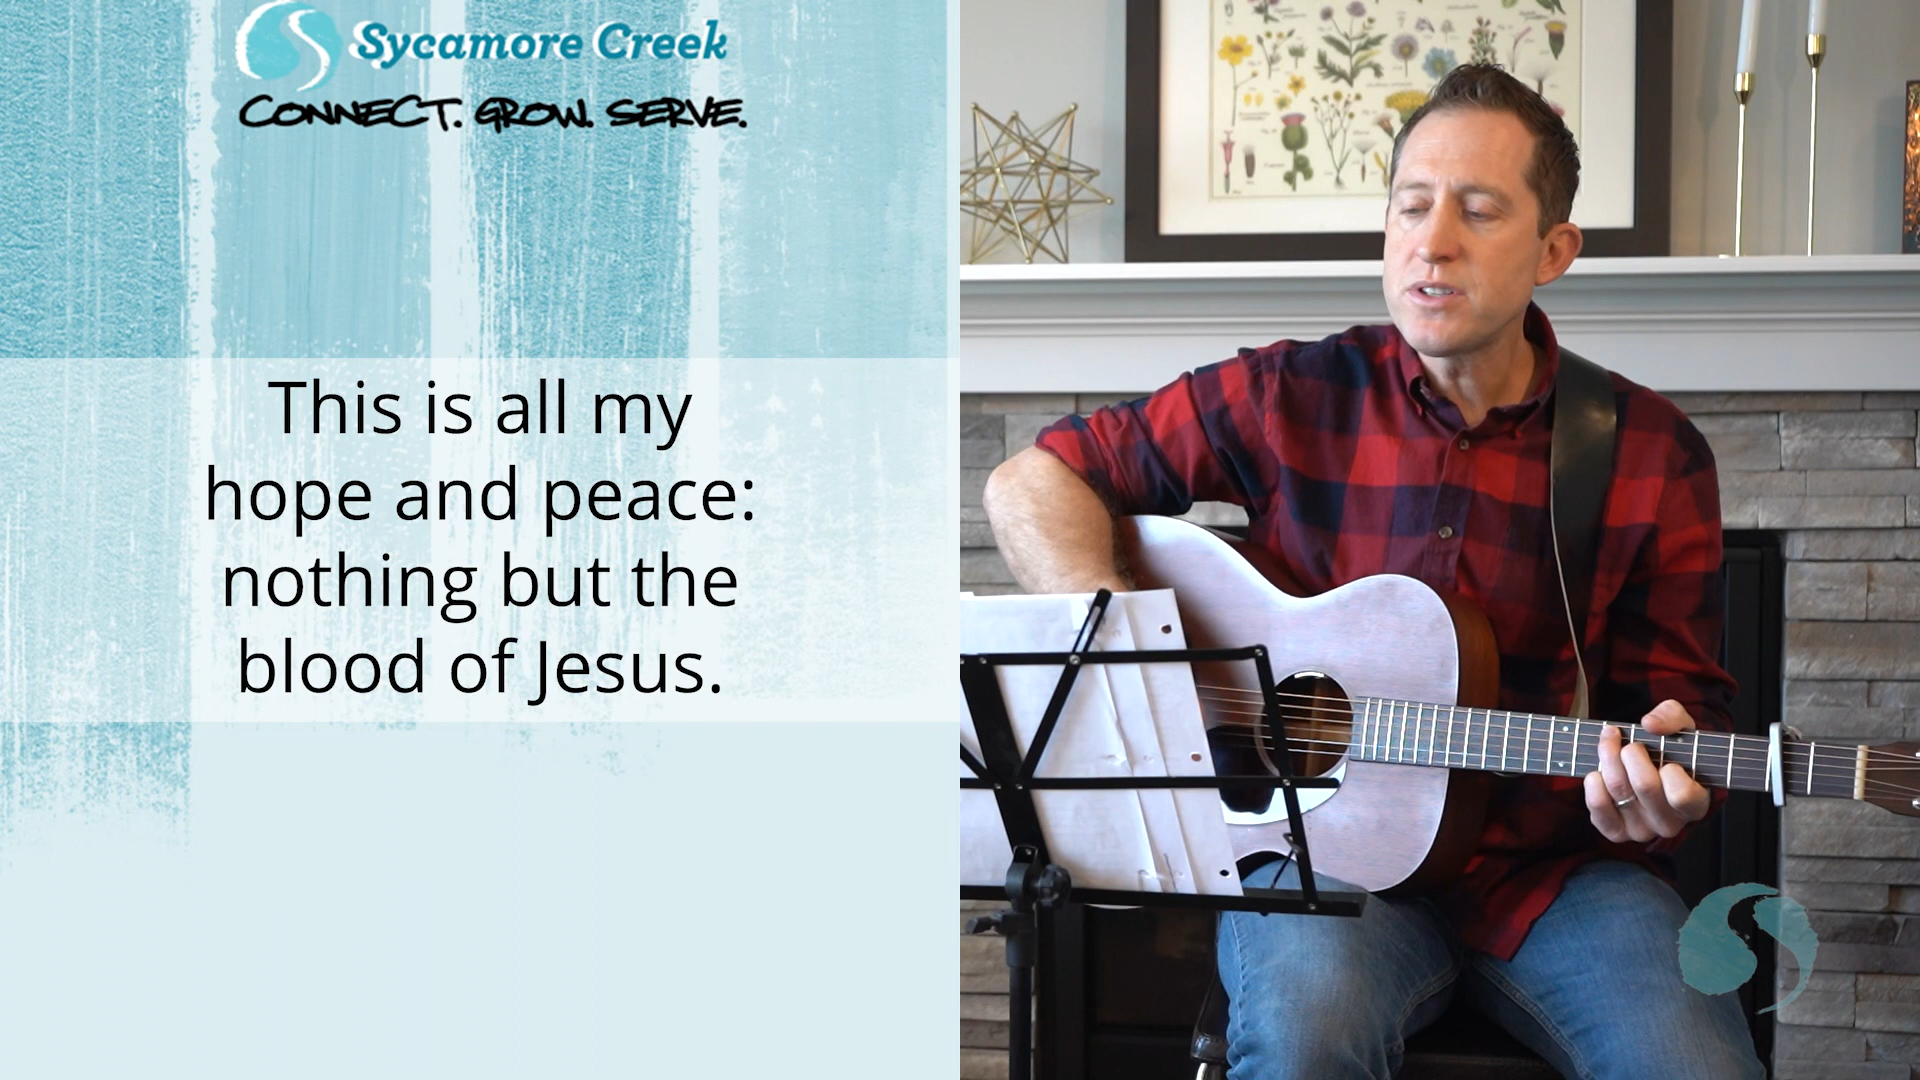 Sycamore Creek
CONNECT. GROW. SERVE.
This is all my
hope and peace:
nothing but the
blood of Jesus.